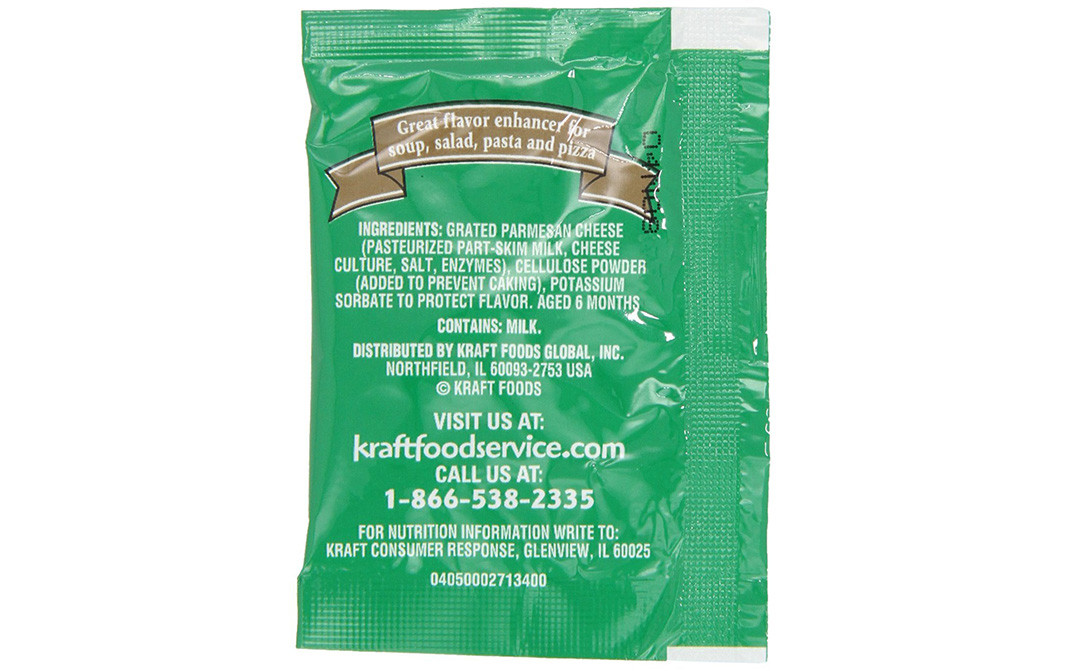 Great flavor enhancer for
soup, salad, pasta and pizza
INGREDIENTS: GRATED PARMESAN CHEESE
(PASTEURIZED PART-SKIM MILK, CHEESE
CULTURE, SALT, ENZYMES), CELLULOSE POWDER
(ADDED TO PREVENT CAKING), POTASSIUM
SORBATE TO PROTECT FLAVOR. AGED 6 MONTHS
CONTAINS: MILK.
DISTRIBUTED BY KRAFT FOODS GLOBAL, INC.
NORTHFIELD, IL 60093-2753 USA
© KRAFT FOODS
VISIT US AT:
kraftfoodservice.com
CALL US AT:
1-866-538-2335
FOR NUTRITION INFORMATION WRITE TO:
KRAFT CONSUMER RESPONSE, GLENVIEW, IL 60025
04050002713400